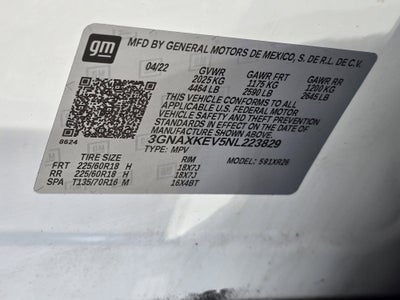 gm
MFD BY GENERAL MOTORS DE MEXICO, S. DE R.L. DE C.V.
04/22 GVWR GAWR FRT GAWR RR
2025 KG 1175 KG 1200 KG
4464 LB 2590 LB 2645 LB
THIS VEHICLE CONFORMS TO ALL
APPLICABLE U.S. FEDERAL MOTOR
VEHICLE SAFETY AND THEFT PREVENTION
STANDARDS IN EFFECT ON THE DATE
OF MANUFACTURE SHOWN ABOVE.
0624 3GNAXKEV5NL223829
TYPE: MPV MODEL: 591XR26
TIRE SIZE RIM
FRT 225/60R18 H 18X7J
RR 225/60R18 H 18X7J
SPA T135/70R16 M 16X4BT